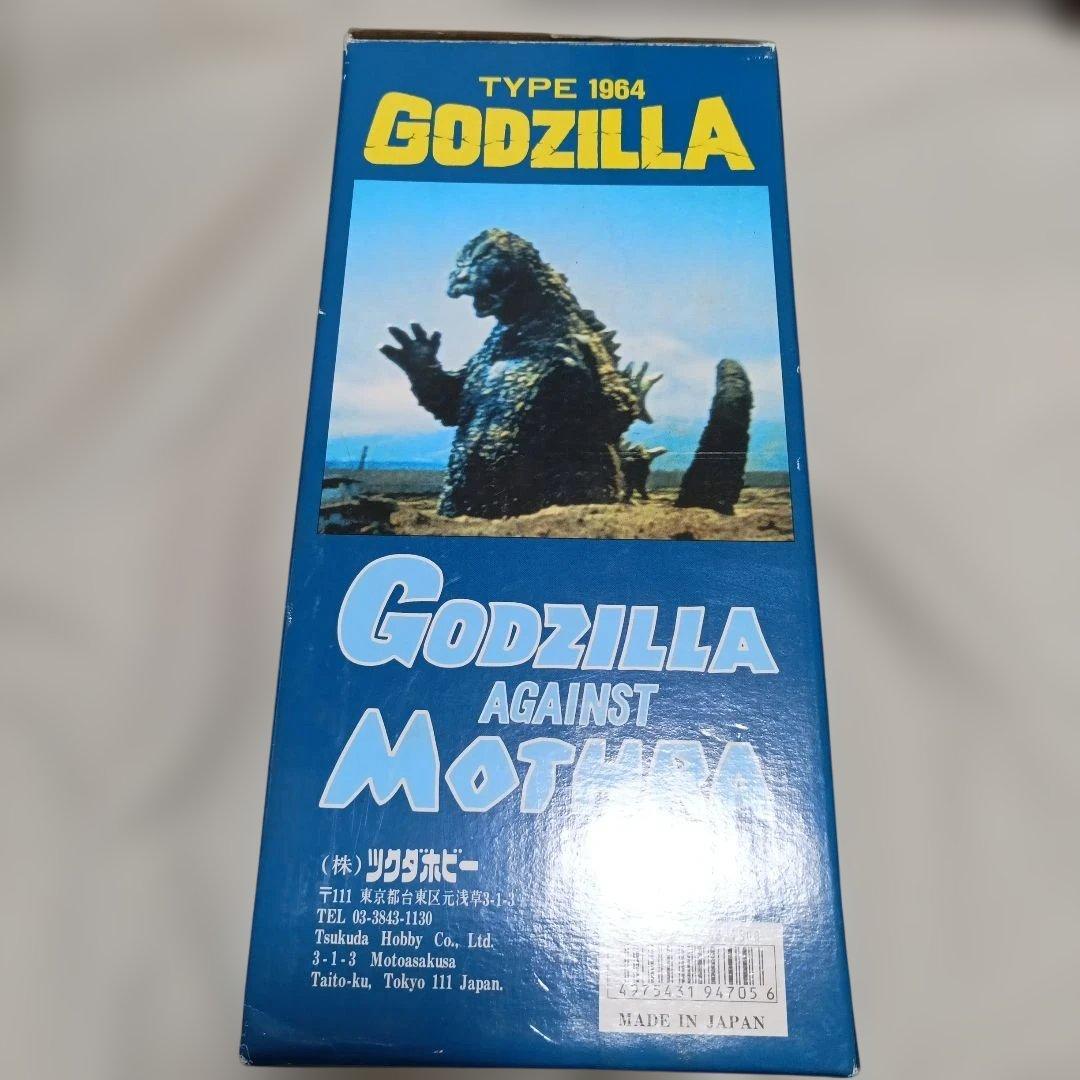 TYPE 1964
GODZILLA
GODZILLA
AGAINST
MOTHRA
(株)ツクダホビー
〒111 東京都台東区元浅草3-1-3
TEL 03-3843-1130
Tsukuda Hobby Co., Ltd.
3-1-3 Motoasakusa
Taito-ku, Tokyo 111 Japan.
4975431 947056
MADE IN JAPAN